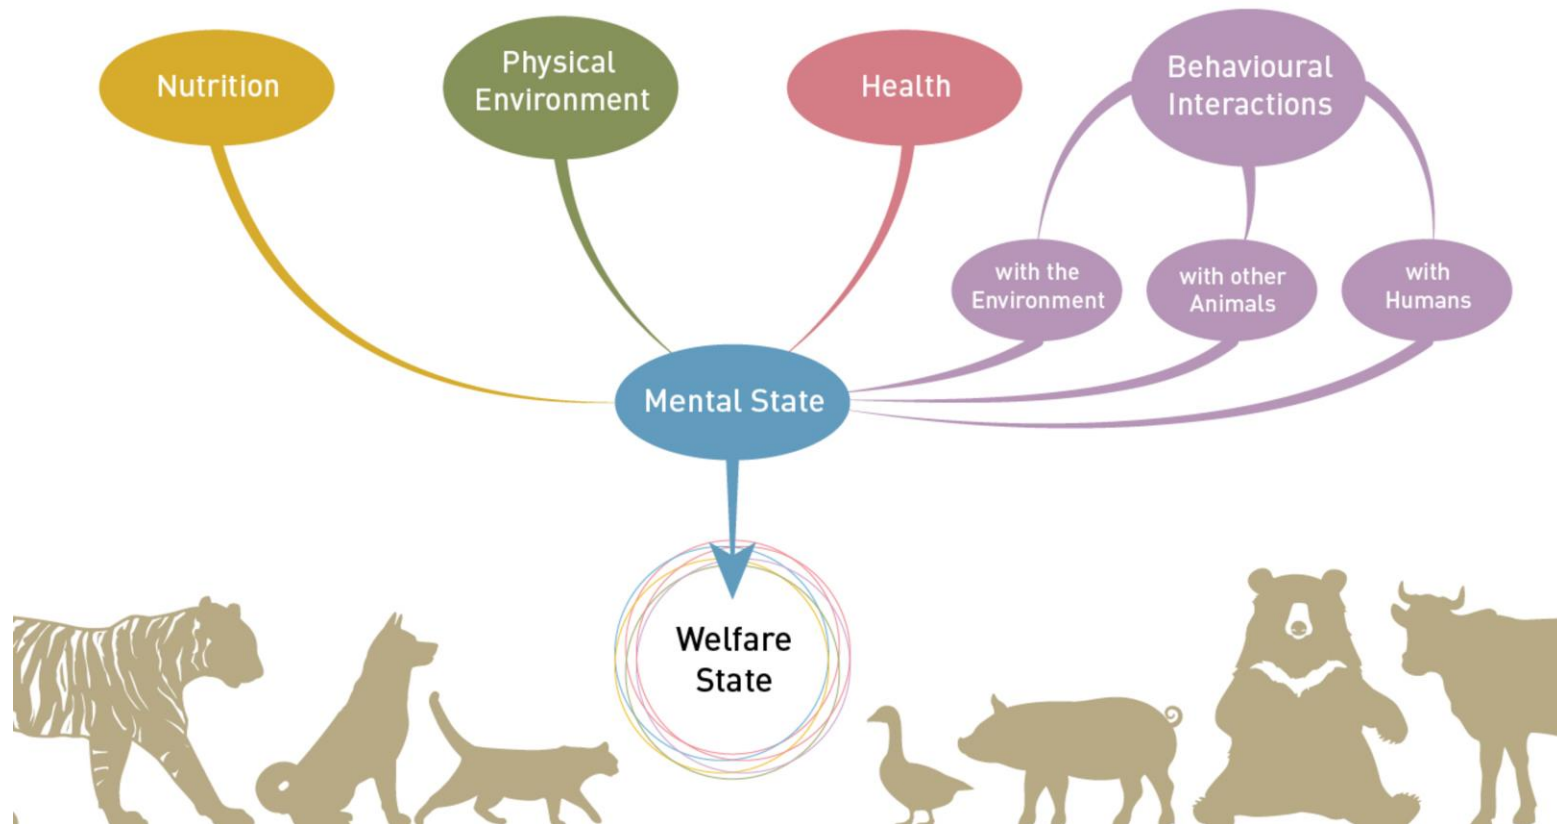 Nutrition
Physical
Environment
Health
Behavioural
Interactions
with the
Environment
with other
Animals
with
Humans
Mental State
Welfare
State